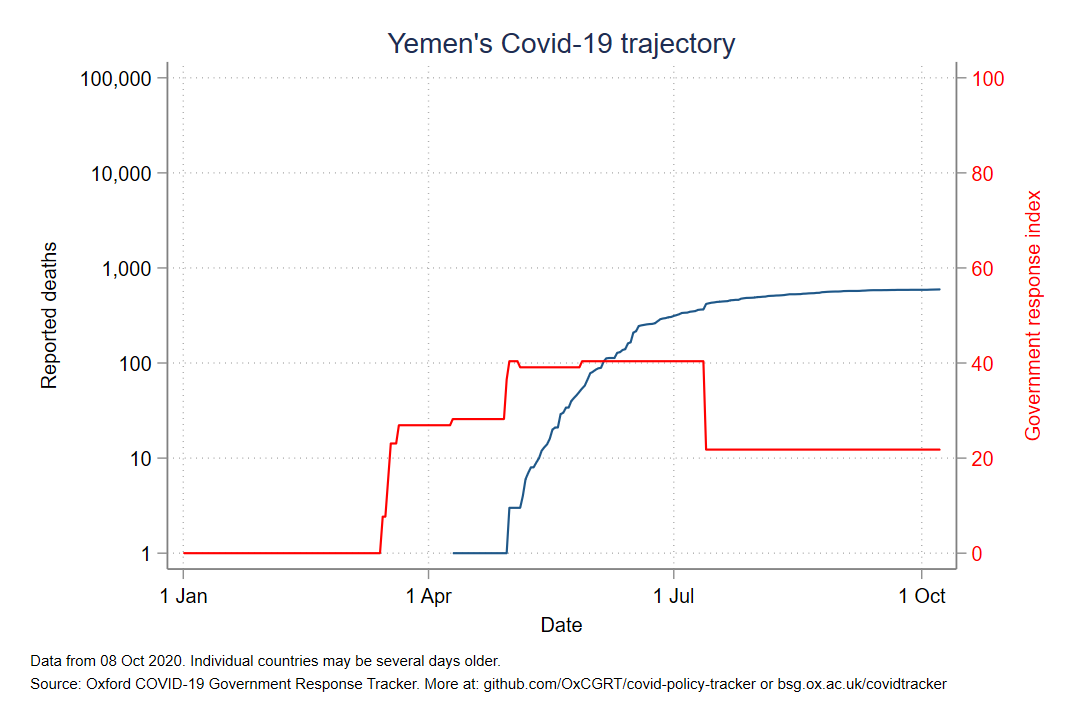 Yemen's Covid-19 trajectory
100,000
10,000
1,000
100
10
1
Reported deaths
100
80
60
40
20
0
Government response index
1 Jan
1 Apr
1 Jul
1 Oct
Date
Data from 08 Oct 2020. Individual countries may be several days older.
Source: Oxford COVID-19 Government Response Tracker. More at: github.com/OxCGRT/covid-policy-tracker or bsg.ox.ac.uk/covidtracker